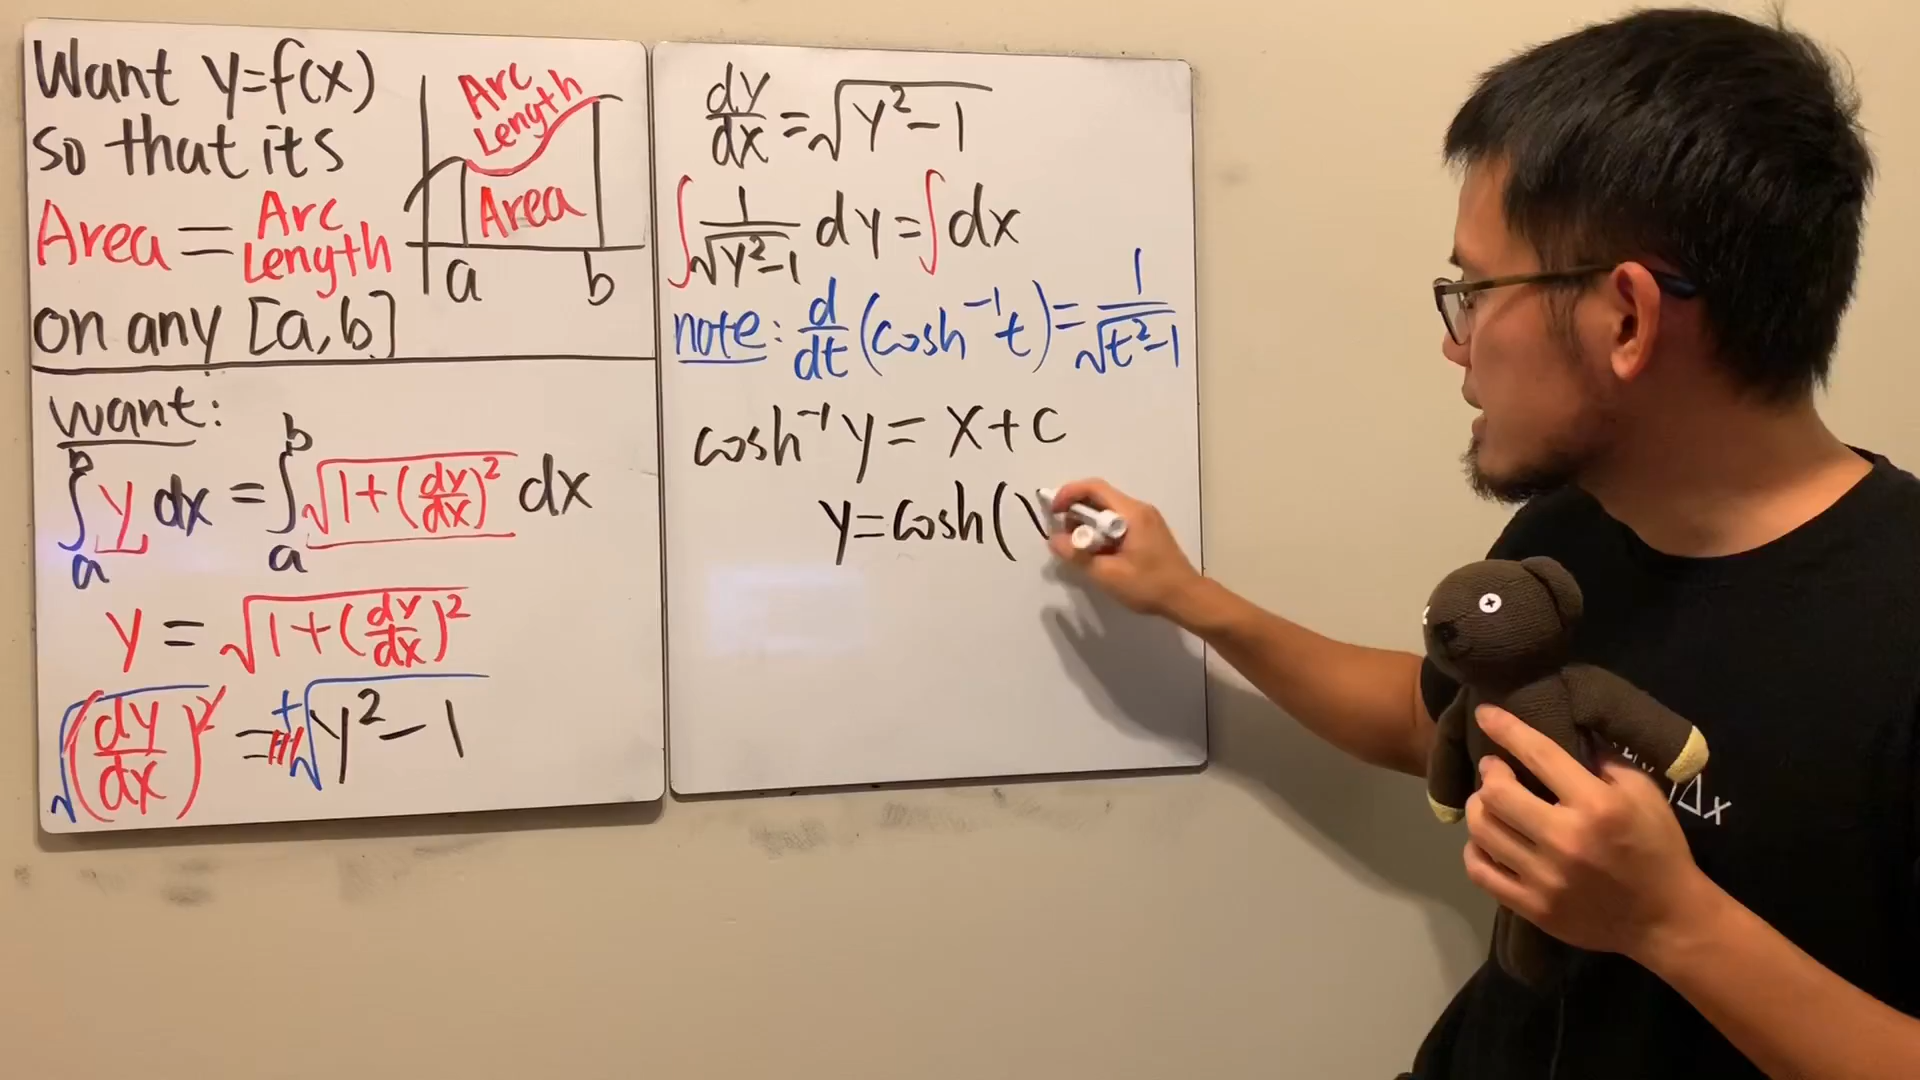 Want y=f(x)
so that its
Area = Arc Length
on any [a,b]
Arc
Length
Area
a b
want:
∫_a^b y dx = ∫_a^b √(1+(dy/dx)²) dx
y = √(1+(dy/dx)²)
√(dy/dx)² = +√(y²-1)
dy/dx = √(y²-1)
∫ 1/√(y²-1) dy = ∫ dx
note: d/dt (cosh⁻¹t) = 1/√(t²-1)
cosh⁻¹ y = x+c
y=cosh(
Δx